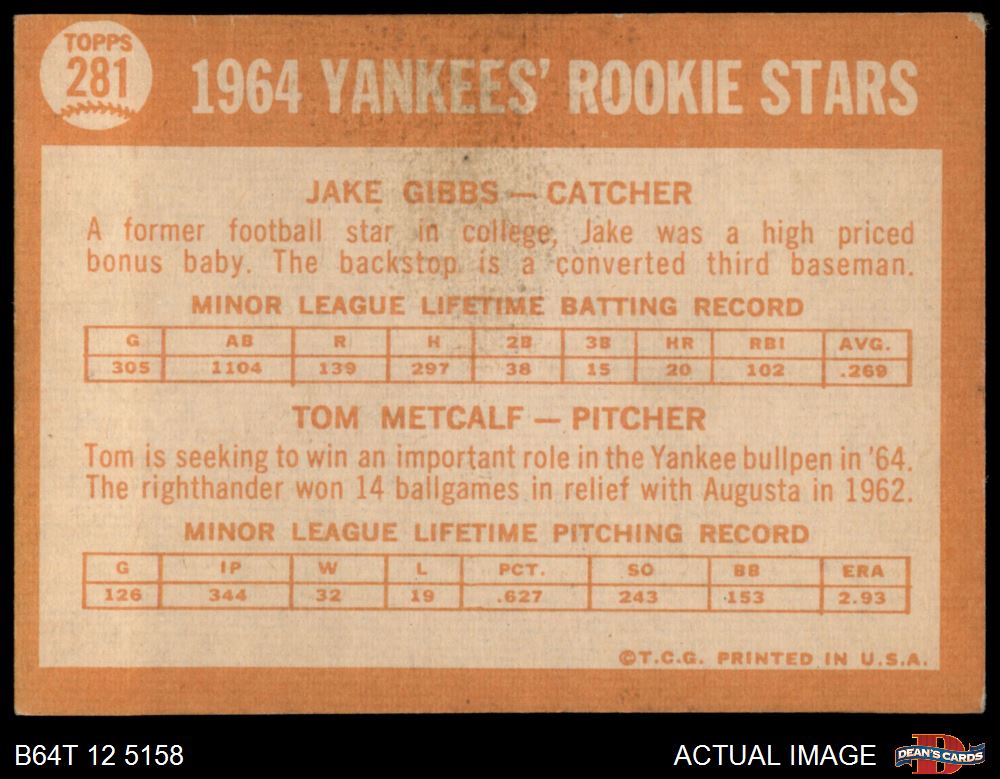 TOPPS
281
1964 YANKEES' ROOKIE STARS
JAKE GIBBS — CATCHER
A former football star in college, Jake was a high priced
bonus baby. The backstop is a converted third baseman.
MINOR LEAGUE LIFETIME BATTING RECORD
G AB R H 2B 3B HR RBI AVG.
305 1104 139 297 38 15 20 102 .269
TOM METCALF — PITCHER
Tom is seeking to win an important role in the Yankee bullpen in '64.
The righthander won 14 ballgames in relief with Augusta in 1962.
MINOR LEAGUE LIFETIME PITCHING RECORD
G IP W L PCT. SO BB ERA
126 344 32 19 .627 243 153 2.93
©T.C.G. PRINTED IN U.S.A.
B64T 12 5158
ACTUAL IMAGE
DEAN'S CARDS